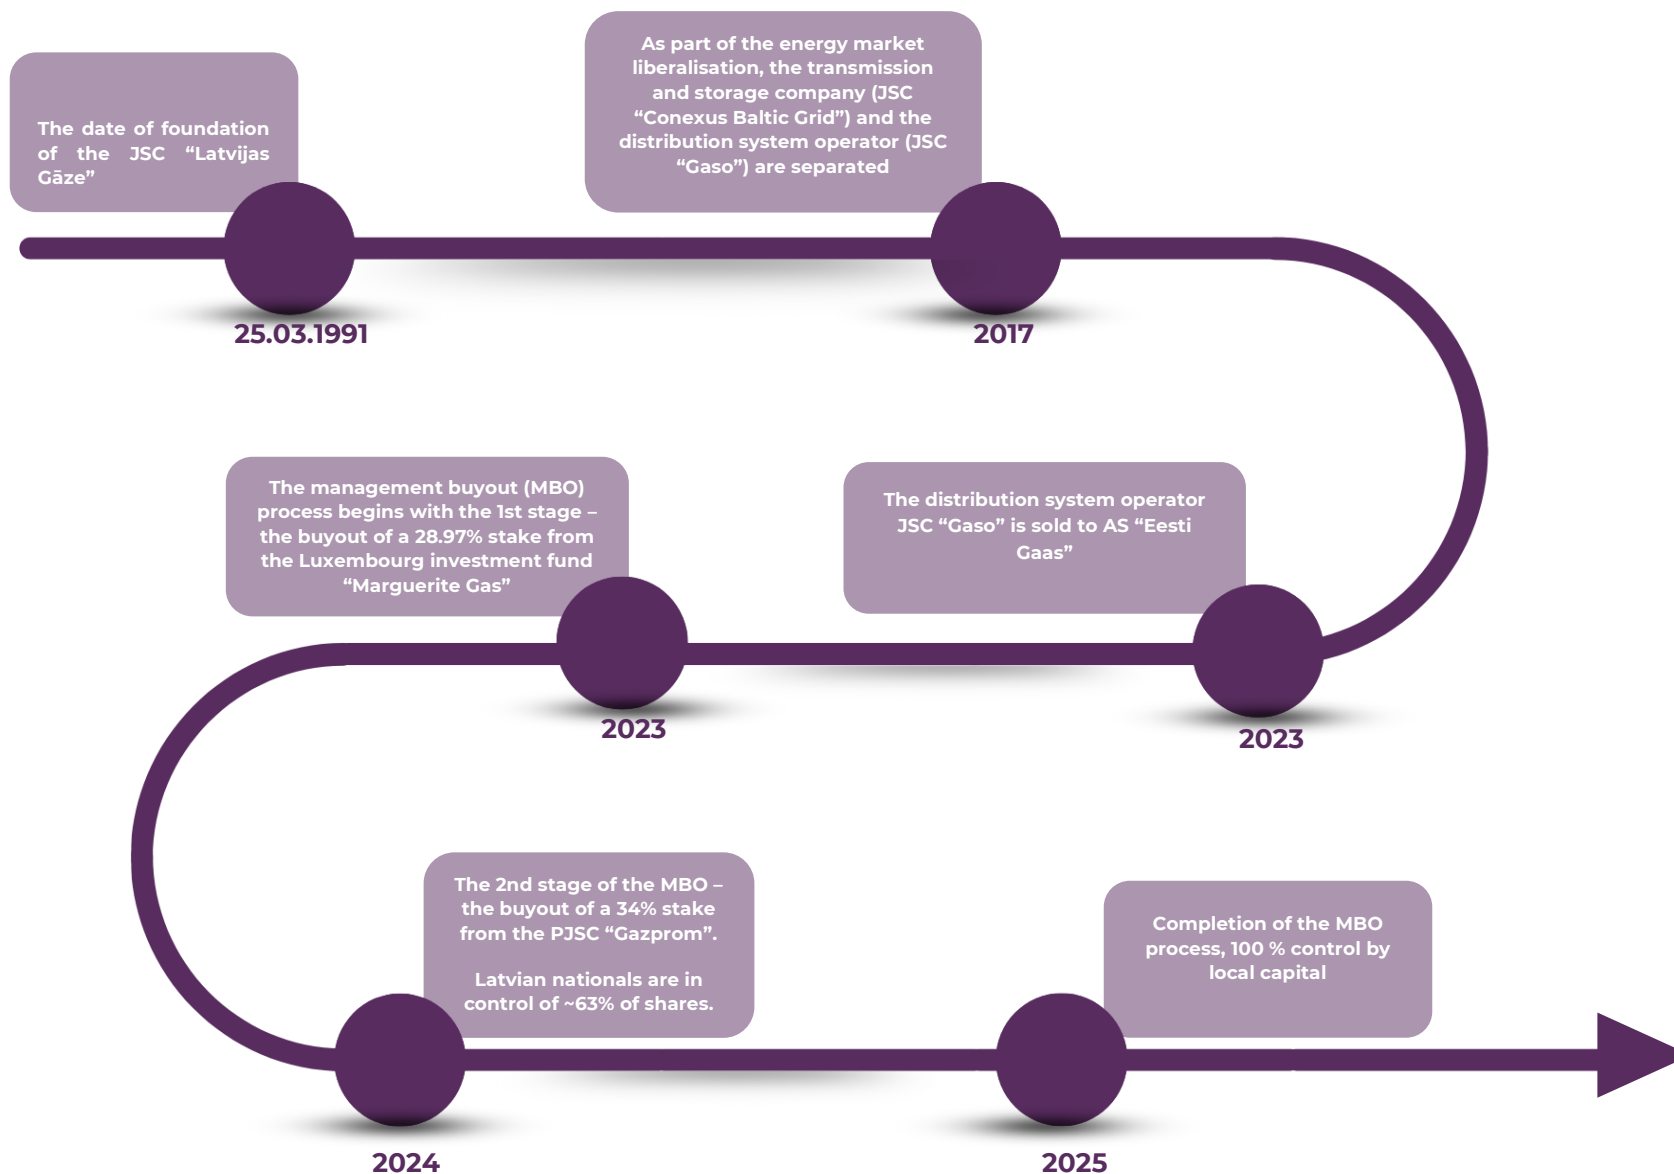 The date of foundation
of the JSC “Latvijas
Gāze”
25.03.1991
As part of the energy market
liberalisation, the transmission
and storage company (JSC
“Conexus Baltic Grid”) and the
distribution system operator (JSC
“Gaso”) are separated
2017
The distribution system operator
JSC “Gaso” is sold to AS “Eesti
Gaas”
2023
The management buyout (MBO)
process begins with the 1st stage –
the buyout of a 28.97% stake from
the Luxembourg investment fund
“Marguerite Gas”
2023
The 2nd stage of the MBO –
the buyout of a 34% stake
from the PJSC “Gazprom”.
Latvian nationals are in
control of ~63% of shares.
2024
Completion of the MBO
process, 100 % control by
local capital
2025